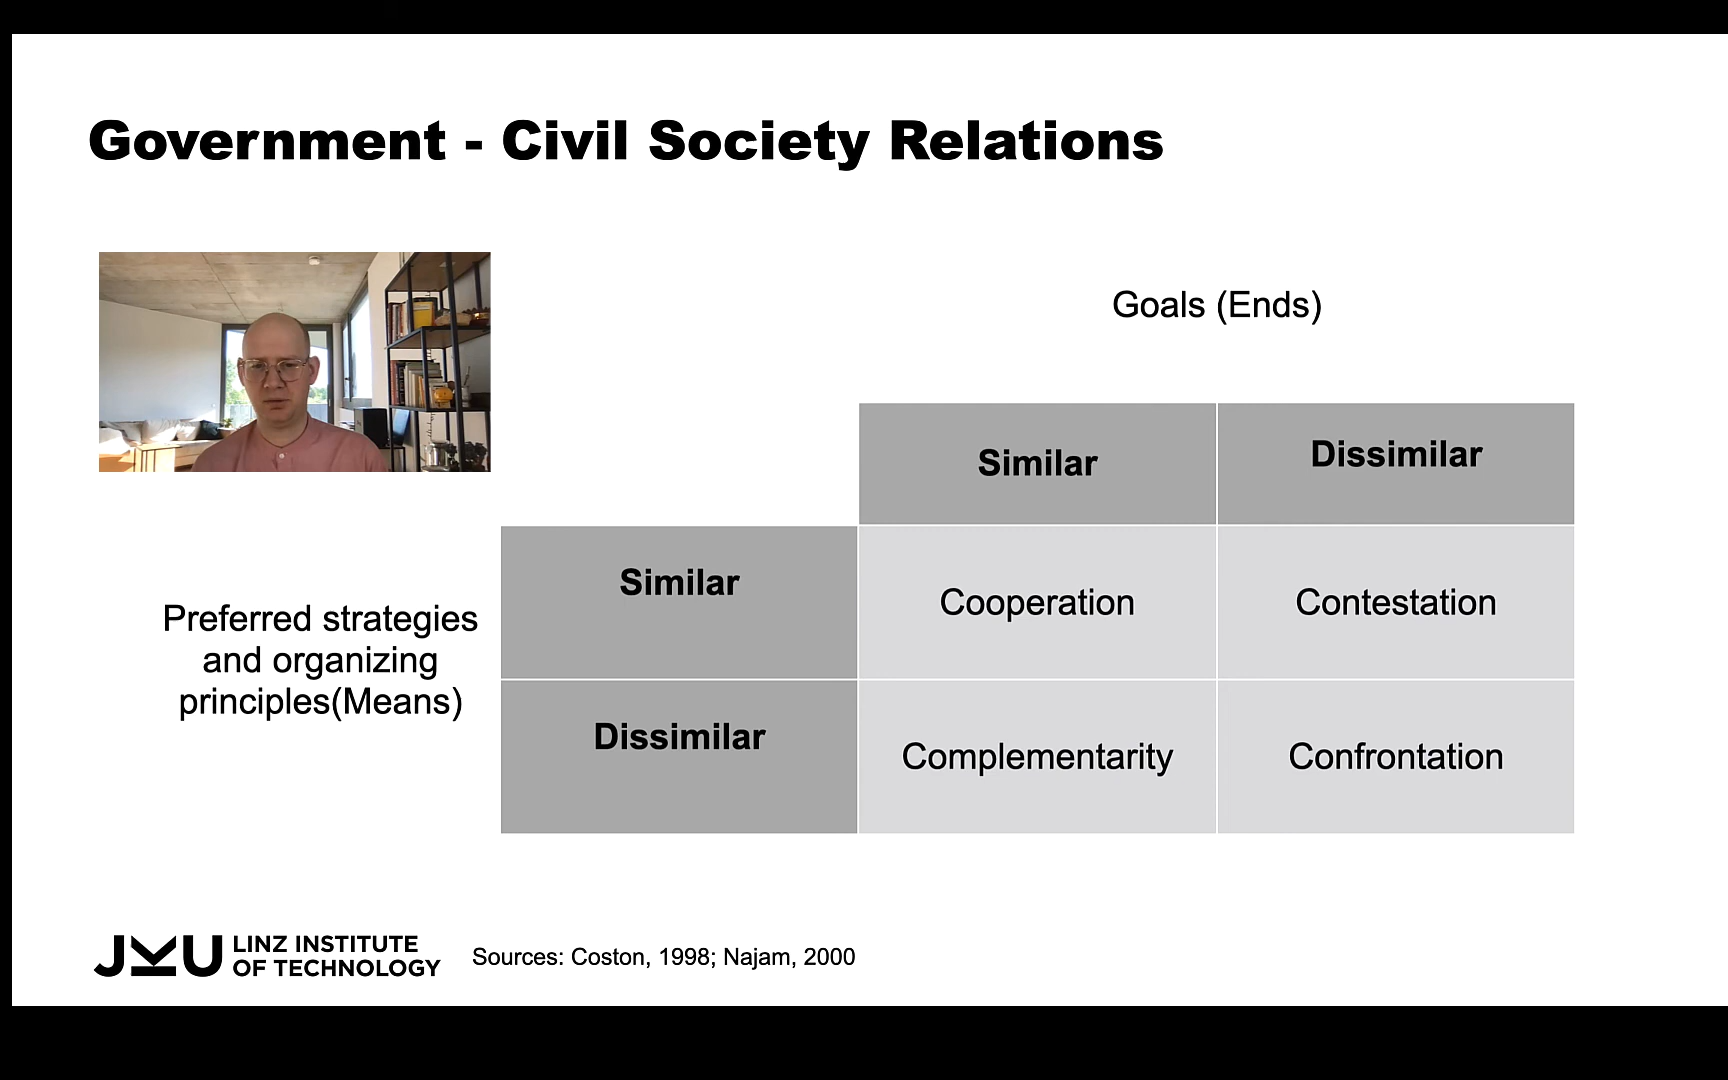 Government - Civil Society Relations
Goals (Ends)
Similar
Dissimilar
Similar
Cooperation
Contestation
Preferred strategies
and organizing
principles(Means)
Dissimilar
Complementarity
Confrontation
JKU LINZ INSTITUTE
OF TECHNOLOGY
Sources: Coston, 1998; Najam, 2000